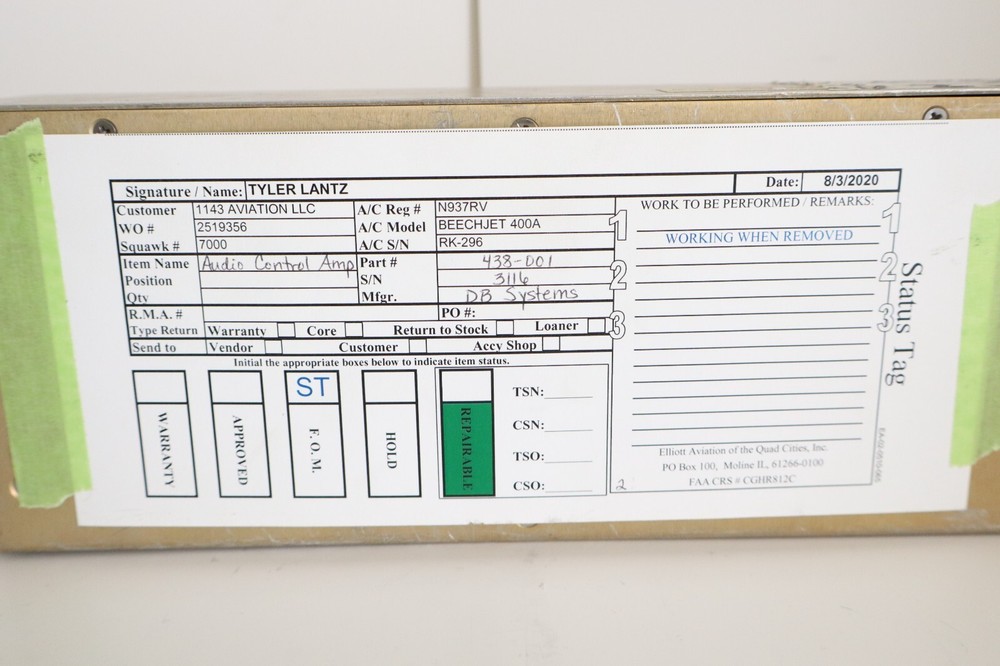 Signature / Name: TYLER LANTZ Date: 8/3/2020
Customer 1143 AVIATION LLC A/C Reg # N937RV
WO # 2519356 A/C Model BEECHJET 400A
Squawk # 7000 A/C S/N RK-296
Item Name Audio Control Amp Part # 438-001
Position S/N 3116
Qty Mfgr. DB Systems
R.M.A. # PO #:
Type Return Warranty Core Return to Stock Loaner
Send to Vendor Customer Accy Shop
Initial the appropriate boxes below to indicate item status.
ST
WARRANTY
APPROVED
F.O.M.
HOLD
REPAIRABLE
TSN:
CSN:
TSO:
CSO:
1
2
3
WORK TO BE PERFORMED / REMARKS:
WORKING WHEN REMOVED
Elliott Aviation of the Quad Cities, Inc.
PO Box 100, Moline IL, 61266-0100
FAA CRS # CGHR812C
2
1
2
3
Status Tag